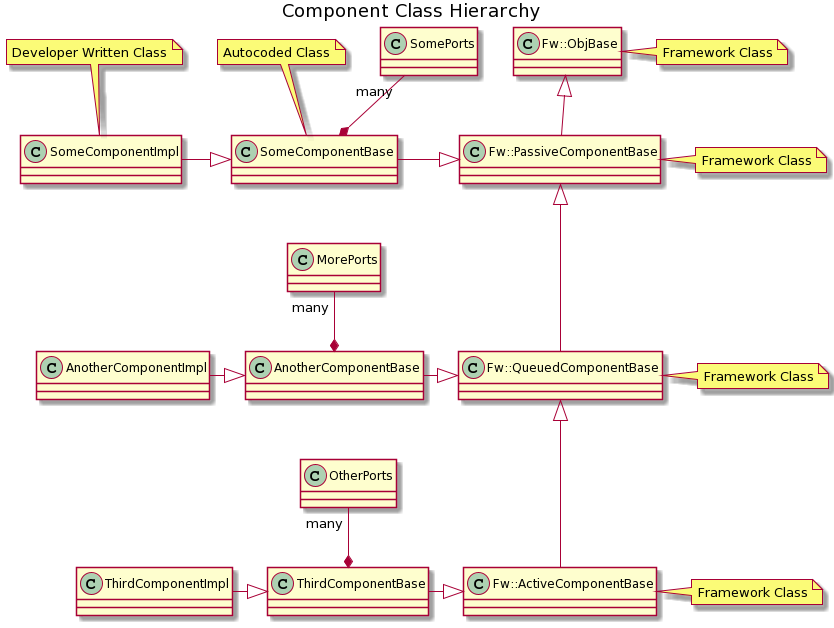 Component Class Hierarchy
Developer Written Class
Autocoded Class
C SomePorts
C Fw::ObjBase
Framework Class
many
C SomeComponentImpl
C SomeComponentBase
C Fw::PassiveComponentBase
Framework Class
C MorePorts
many
C AnotherComponentImpl
C AnotherComponentBase
C Fw::QueuedComponentBase
Framework Class
C OtherPorts
many
C ThirdComponentImpl
C ThirdComponentBase
C Fw::ActiveComponentBase
Framework Class